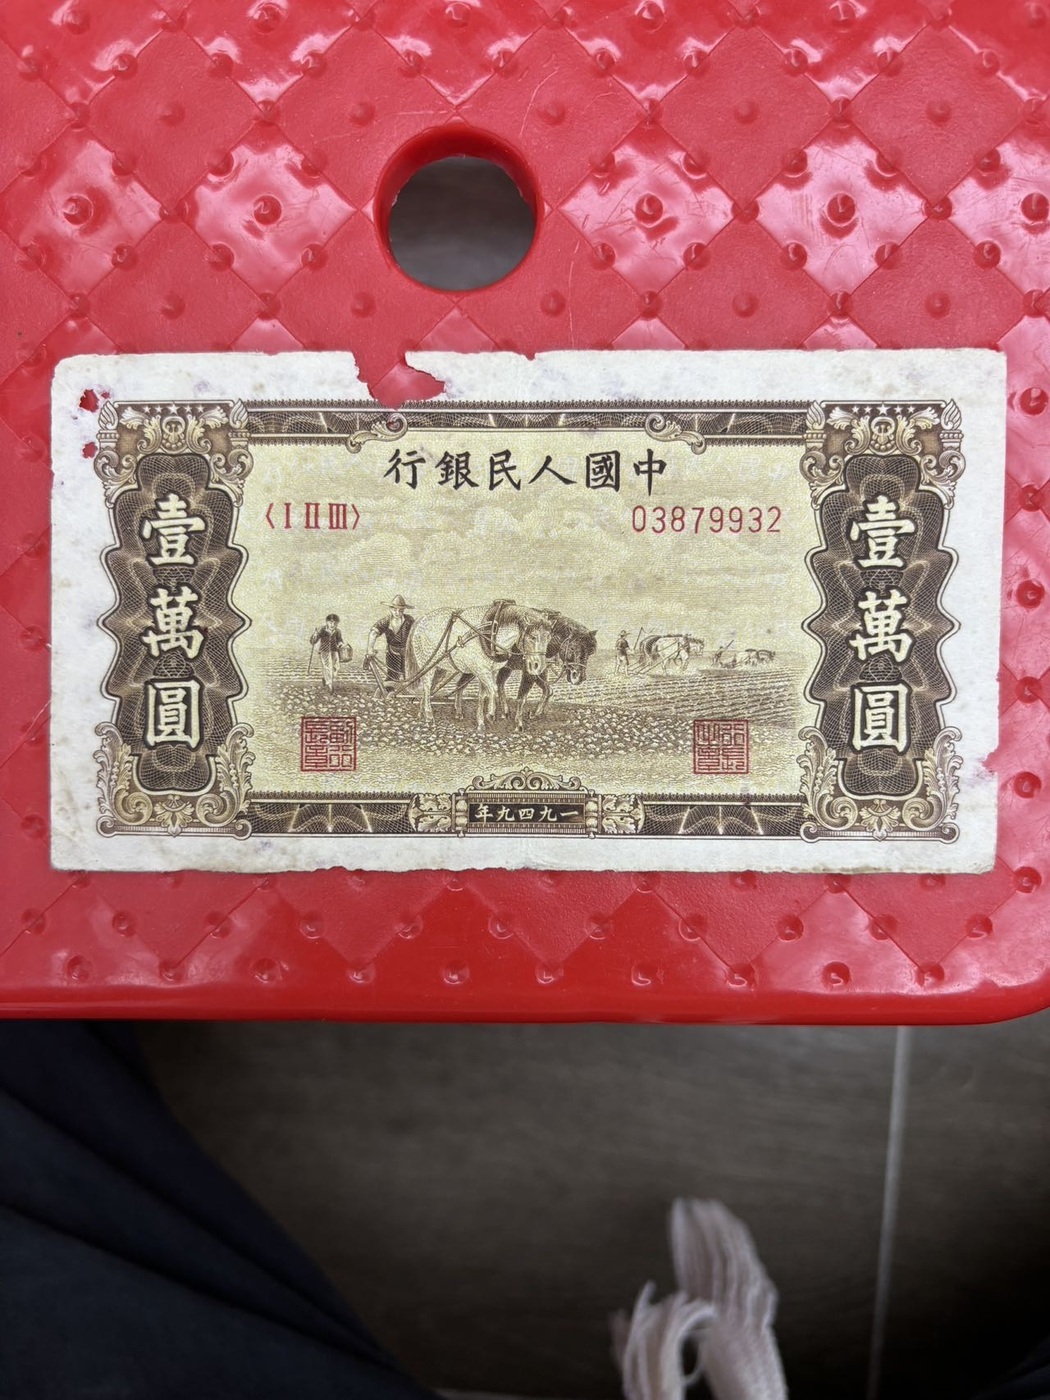 中國人民銀行
〈I II III〉
03879932
壹萬圓
壹萬圓
一九四九年